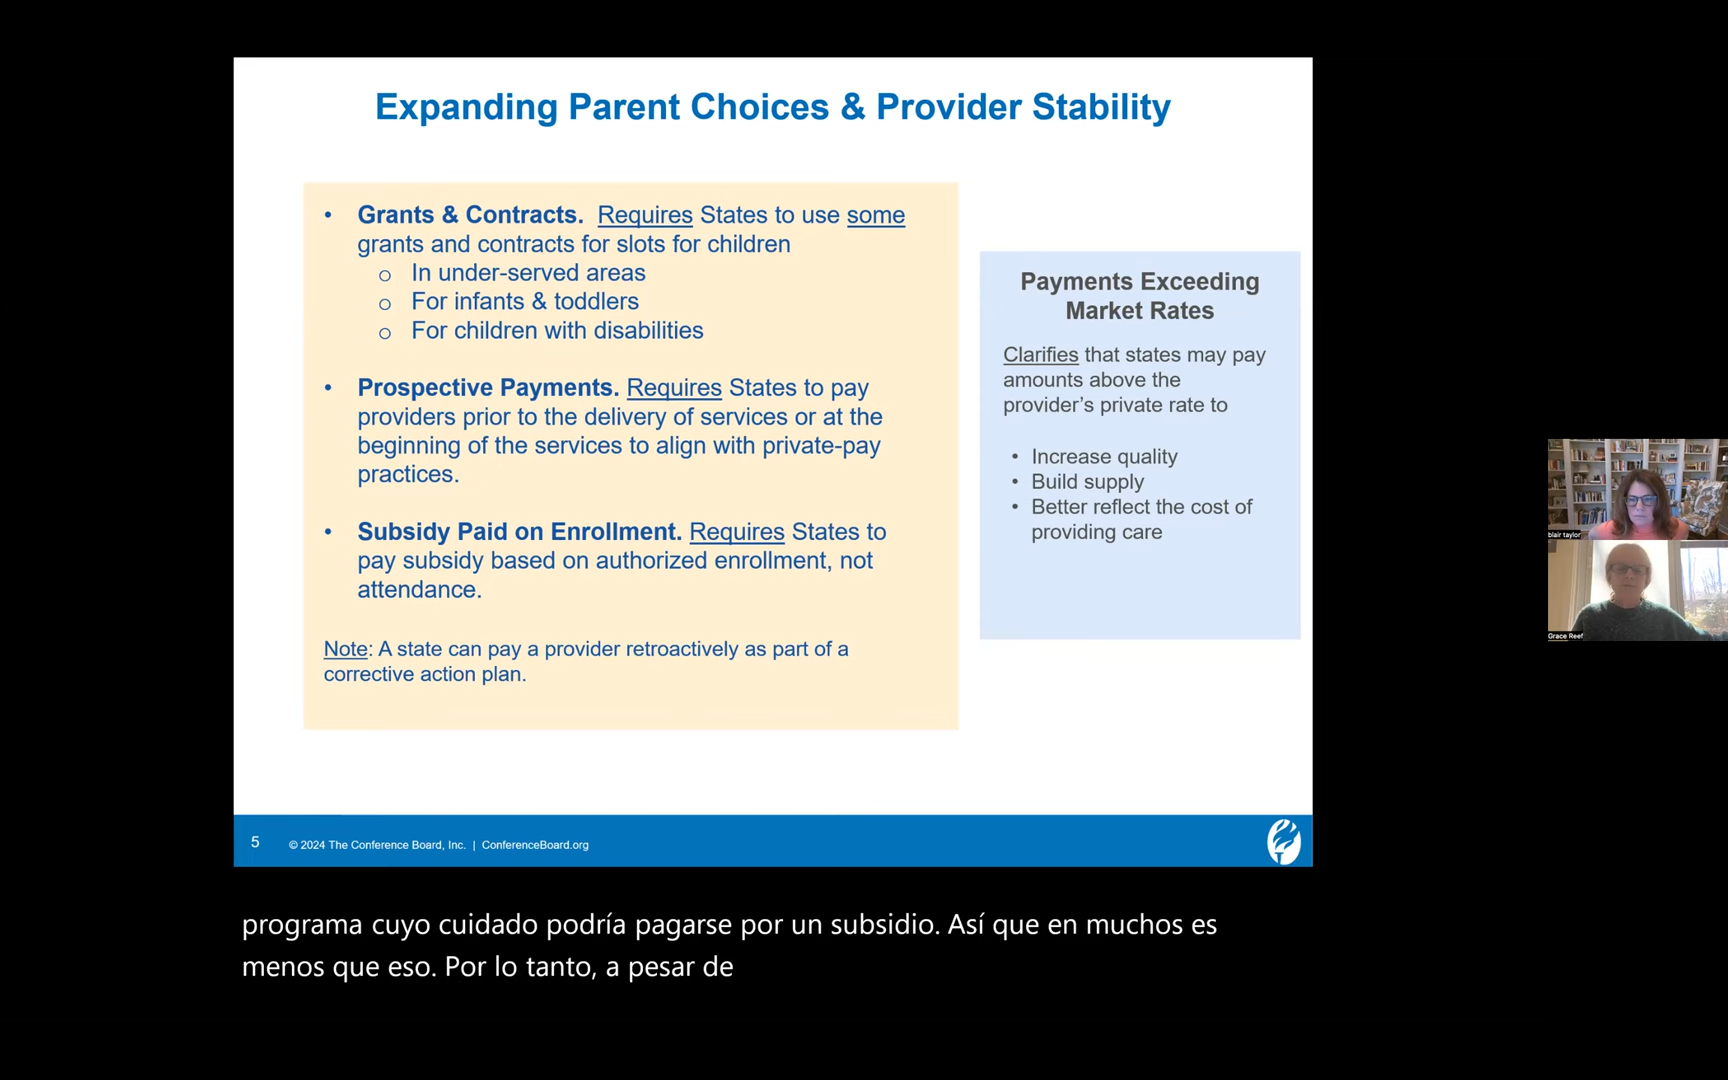 Expanding Parent Choices & Provider Stability
• Grants & Contracts. Requires States to use some
grants and contracts for slots for children
o In under-served areas
o For infants & toddlers
o For children with disabilities
• Prospective Payments. Requires States to pay
providers prior to the delivery of services or at the
beginning of the services to align with private-pay
practices.
• Subsidy Paid on Enrollment. Requires States to
pay subsidy based on authorized enrollment, not
attendance.
Note: A state can pay a provider retroactively as part of a
corrective action plan.
Payments Exceeding
Market Rates
Clarifies that states may pay
amounts above the
provider’s private rate to
• Increase quality
• Build supply
• Better reflect the cost of
providing care
blair taylor
Grace Reef
5 © 2024 The Conference Board, Inc. | ConferenceBoard.org
programa cuyo cuidado podría pagarse por un subsidio. Así que en muchos es
menos que eso. Por lo tanto, a pesar de